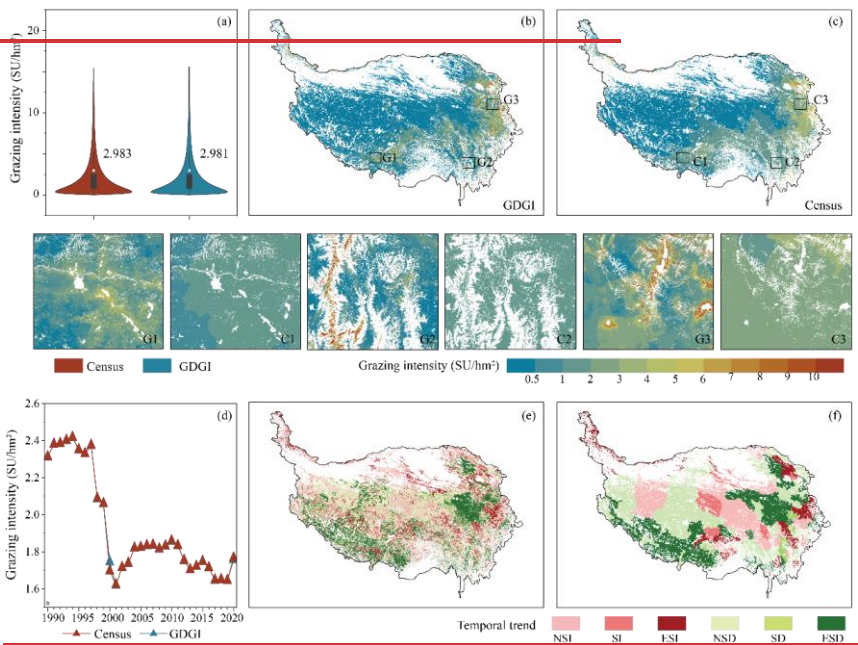 (a)
(b)
(c)
Grazing intensity (SU/hm²)
20
10
0
2.983
2.981
G3
G1
G2
GDGI
C3
C1
C2
Census
G1
C1
G2
C2
G3
C3
Census
GDGI
Grazing intensity (SU/hm²)
0.5 1 2 3 4 5 6 7 8 9 10
(d)
(e)
(f)
Grazing intensity (SU/hm²)
2.6
2.4
2.2
2.0
1.8
1.6
1990 1995 2000 2005 2010 2015 2020
Census GDGI
Temporal trend
NSI SI ESI NSD SD ESD